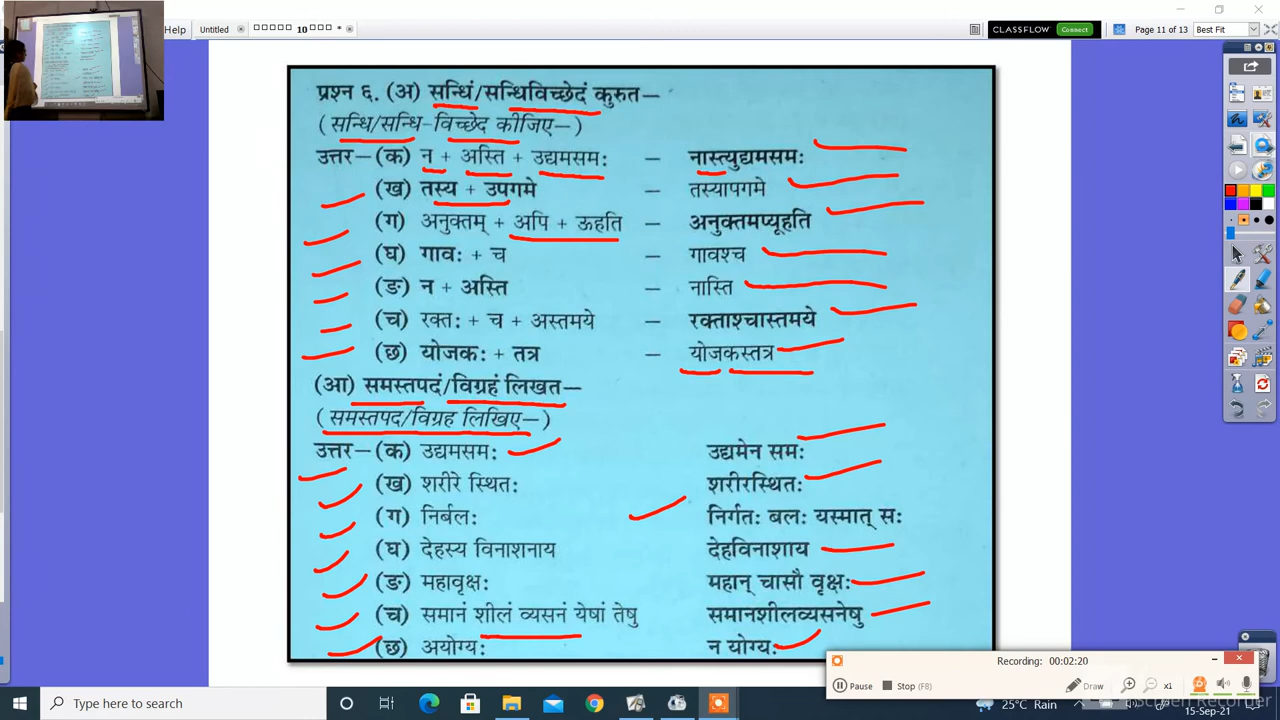 Help
Untitled
10
CLASSFLOW Connect
Page 11 of 13
Best Fit
प्रश्न ६. (अ) सन्धिं/सन्धिविच्छेदं कुरुत–
(सन्धि/सन्धि-विच्छेद कीजिए–)
उत्तर–(क) न + अस्ति + उद्यमसमः – नास्त्युद्यमसमः
(ख) तस्य + उपगमे – तस्यापगमे
(ग) अनुक्तम् + अपि + ऊहति – अनुक्तमप्यूहति
(घ) गावः + च – गावश्च
(ङ) न + अस्ति – नास्ति
(च) रक्तः + च + अस्तमये – रक्ताश्चास्तमये
(छ) योजकः + तत्र – योजकस्तत्र
(आ) समस्तपदं/विग्रहं लिखत–
(समस्तपद/विग्रह लिखिए–)
उत्तर–(क) उद्यमसमः उद्यमेन समः
(ख) शरीरे स्थितः शरीरस्थितः
(ग) निर्बलः निर्गतः बलः यस्मात् सः
(घ) देहस्य विनाशनाय देहविनाशाय
(ङ) महावृक्षः महान् चासौ वृक्षः
(च) समानं शीलं व्यसनं येषां तेषु समानशीलव्यसनेषु
(छ) अयोग्यः न योग्यः
Recording: 00:02:20
Pause Stop (F8) Draw x1
Type here to search
25°C Rain
15-Sep-21
Screen Recorder